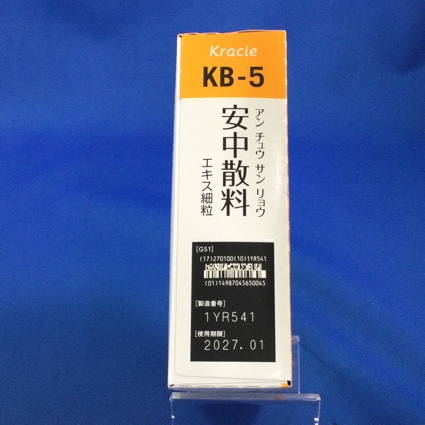 Kracie
KB-5
安中散料
アン チュウ サン リョウ
エキス細粒
[GS1]
(17)270100(10)1YR541
(01)14987045650045
[製造番号]
1YR541
[使用期限]
2027.01